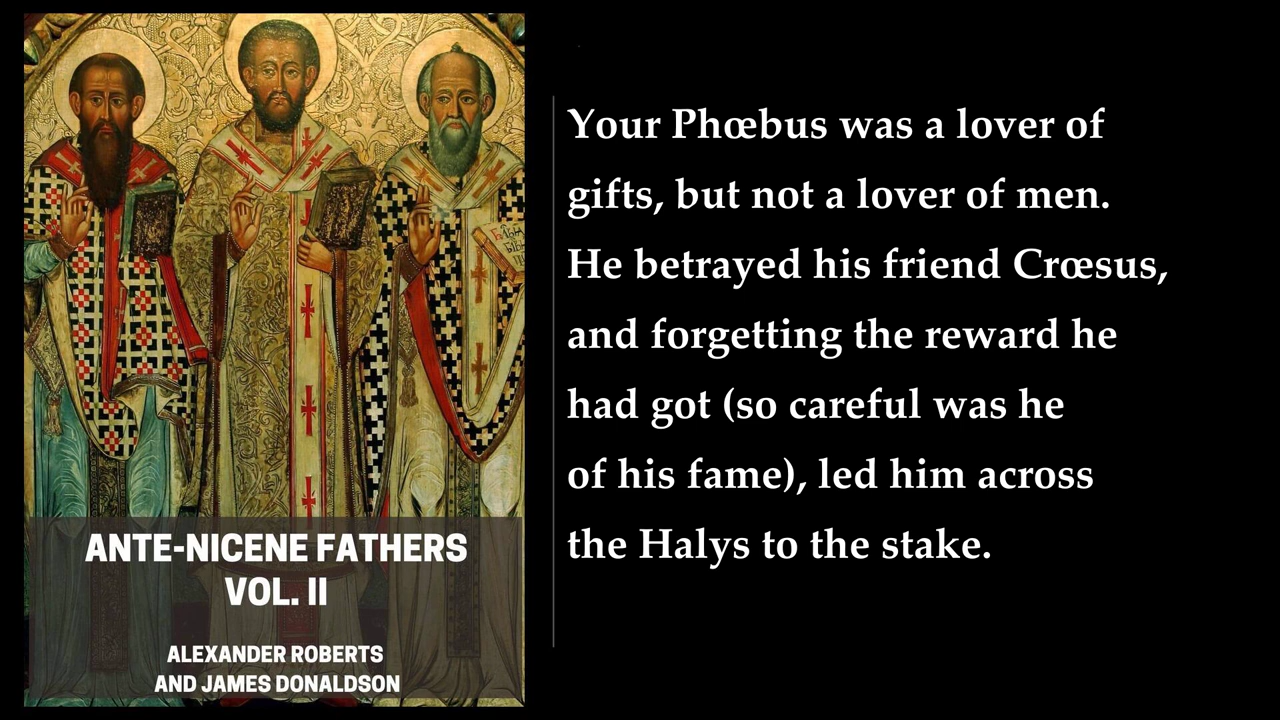 Your Phœbus was a lover of
gifts, but not a lover of men.
He betrayed his friend Crœsus,
and forgetting the reward he
had got (so careful was he
of his fame), led him across
the Halys to the stake.
ANTE-NICENE FATHERS
VOL. II
ALEXANDER ROBERTS
AND JAMES DONALDSON